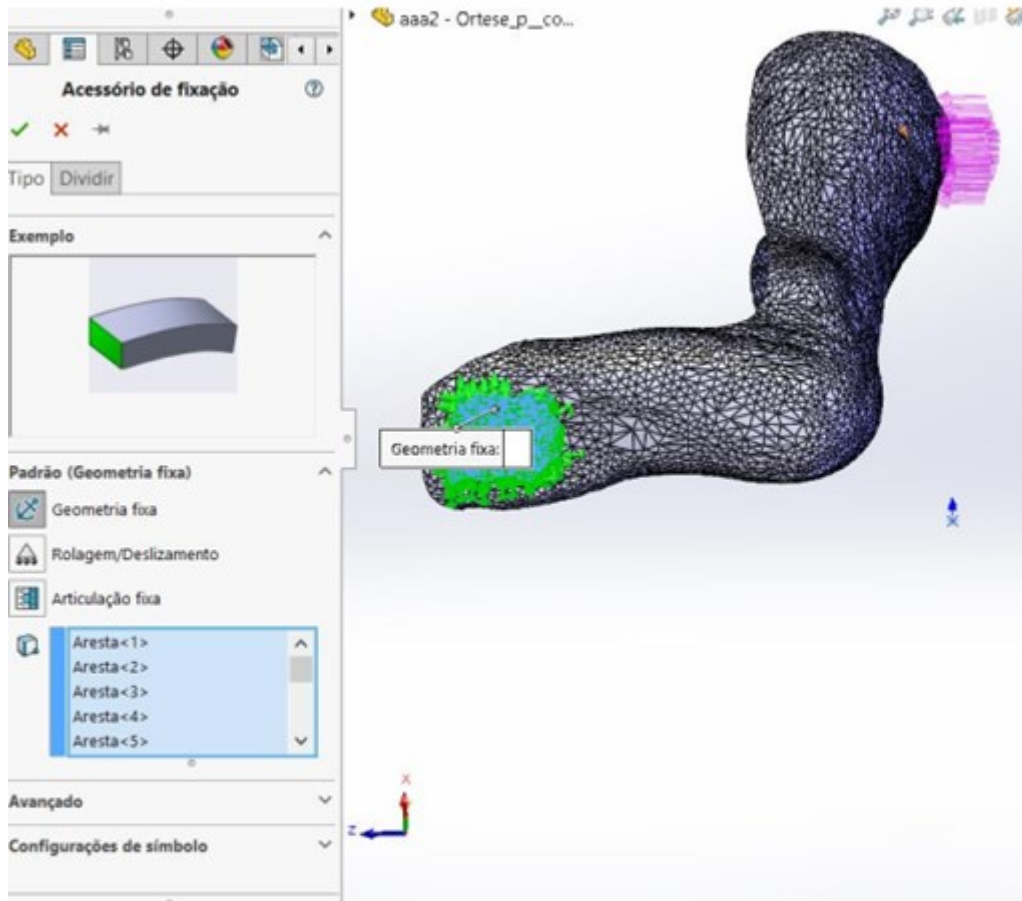 aaa2 - Ortese_p__co...
Acessório de fixação
Tipo Dividir
Exemplo
Geometria fixa:
Padrão (Geometria fixa)
Geometria fixa
Rolagem/Deslizamento
Articulação fixa
Aresta<1>
Aresta<2>
Aresta<3>
Aresta<4>
Aresta<5>
Avançado
Configurações de símbolo
X
Z